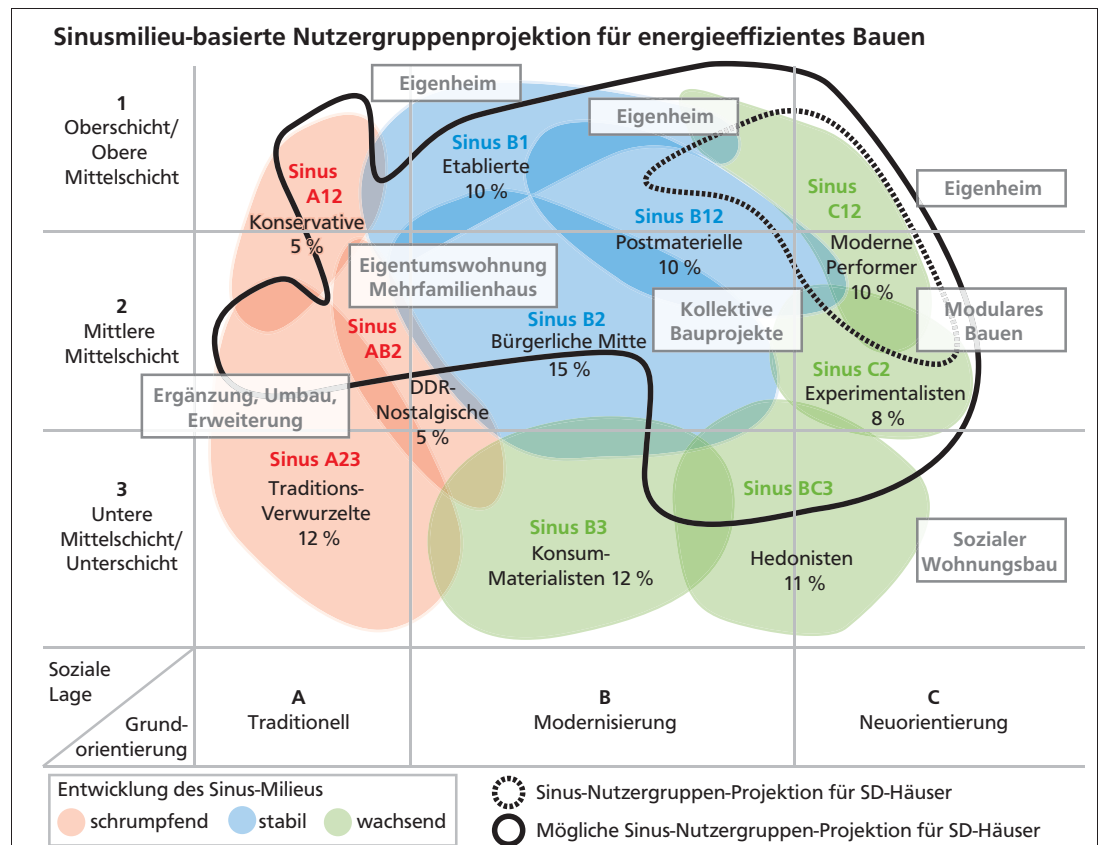 Sinusmilieu-basierte Nutzergruppenprojektion für energieeffizientes Bauen
1
Oberschicht/
Obere
Mittelschicht
2
Mittlere
Mittelschicht
3
Untere
Mittelschicht/
Unterschicht
Eigenheim
Eigenheim
Eigenheim
Sinus
A12
Konservative
5 %
Sinus B1
Etablierte
10 %
Sinus B12
Postmaterielle
10 %
Sinus
C12
Moderne
Performer
10 %
Eigentumswohnung
Mehrfamilienhaus
Kollektive
Bauprojekte
Modulares
Bauen
Sinus
AB2
DDR-
Nostalgische
5 %
Sinus B2
Bürgerliche Mitte
15 %
Sinus C2
Experimentalisten
8 %
Ergänzung, Umbau,
Erweiterung
Sinus A23
Traditions-
Verwurzelte
12 %
Sinus B3
Konsum-
Materialisten 12 %
Sinus BC3
Hedonisten
11 %
Sozialer
Wohnungsbau
Soziale
Lage
Grund-
orientierung
A
Traditionell
B
Modernisierung
C
Neuorientierung
Entwicklung des Sinus-Milieus
schrumpfend
stabil
wachsend
Sinus-Nutzergruppen-Projektion für SD-Häuser
Mögliche Sinus-Nutzergruppen-Projektion für SD-Häuser